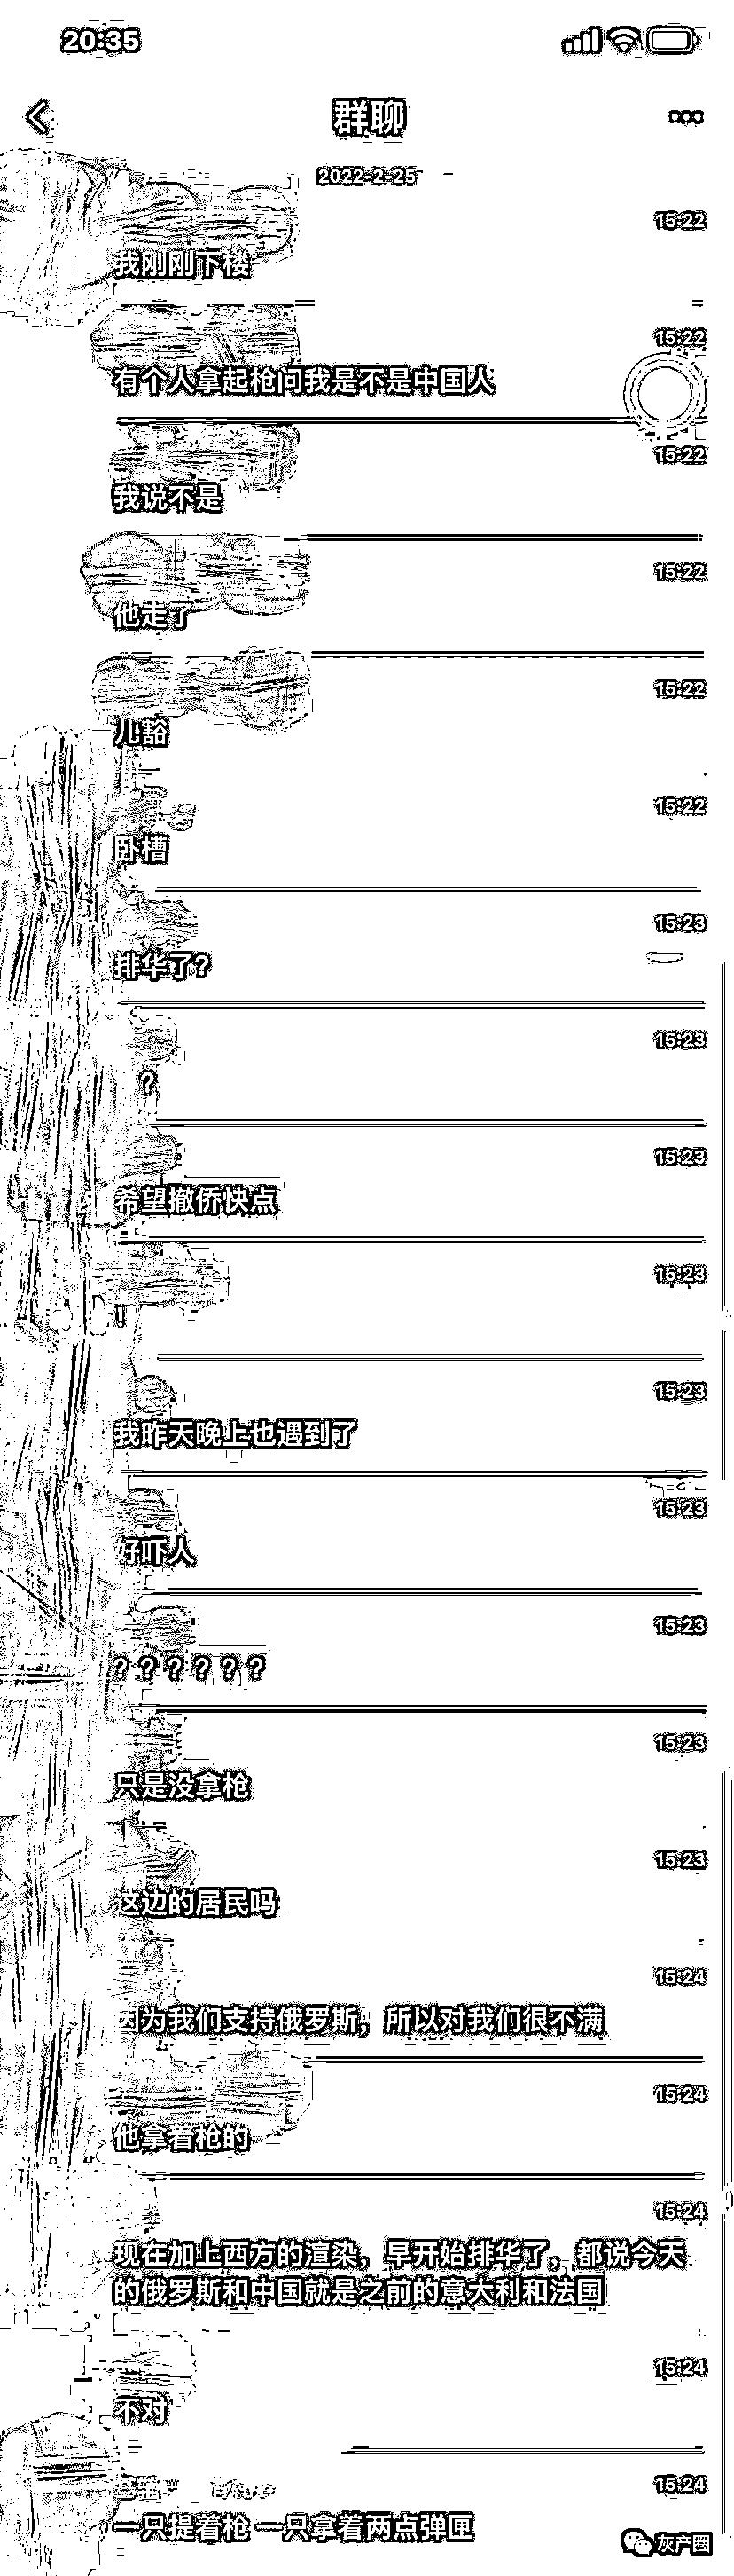 20:35
群聊
2022-2-25
15:22
我刚刚下楼
15:22
有个人拿起枪问我是不是中国人
15:22
我说不是
15:22
他走了
15:22
儿豁
15:22
卧槽
15:23
排华了?
15:23
?
15:23
希望撤侨快点
15:23
15:23
我昨天晚上也遇到了
15:23
好吓人
15:23
? ? ? ? ? ?
15:23
只是没拿枪
15:23
这边的居民吗
15:24
因为我们支持俄罗斯，所以对我们很不满
15:24
他拿着枪的
15:24
现在加上西方的渲染，早开始排华了，都说今天
的俄罗斯和中国就是之前的意大利和法国
15:24
不对
15:24
一只提着枪 一只拿着两点弹匣
灰产圈